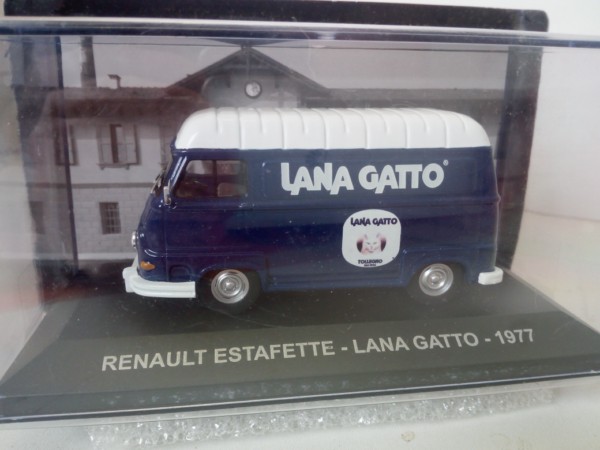 LANA GATTO®
LANA GATTO
TOLLEGNO
RENAULT ESTAFETTE - LANA GATTO - 1977